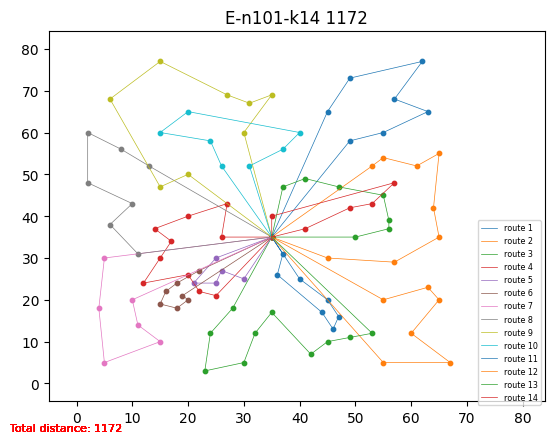 E-n101-k14 1172
80
70
60
50
40
30
20
10
0
0
10
20
30
40
50
60
70
80
route 1
route 2
route 3
route 4
route 5
route 6
route 7
route 8
route 9
route 10
route 11
route 12
route 13
route 14
Total distance: 1172